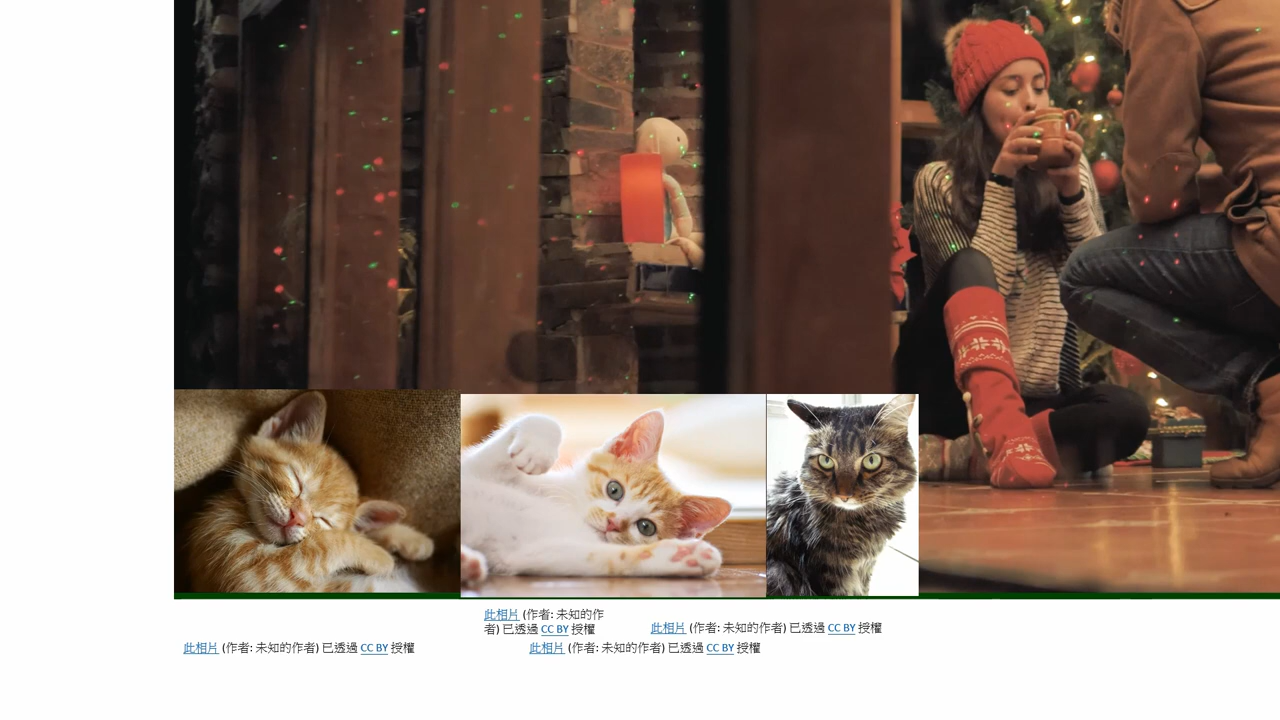 此相片 (作者: 未知的作
者) 已透過 CC BY 授權
此相片 (作者: 未知的作者) 已透過 CC BY 授權
此相片 (作者: 未知的作者) 已透過 CC BY 授權
此相片 (作者: 未知的作者) 已透過 CC BY 授權